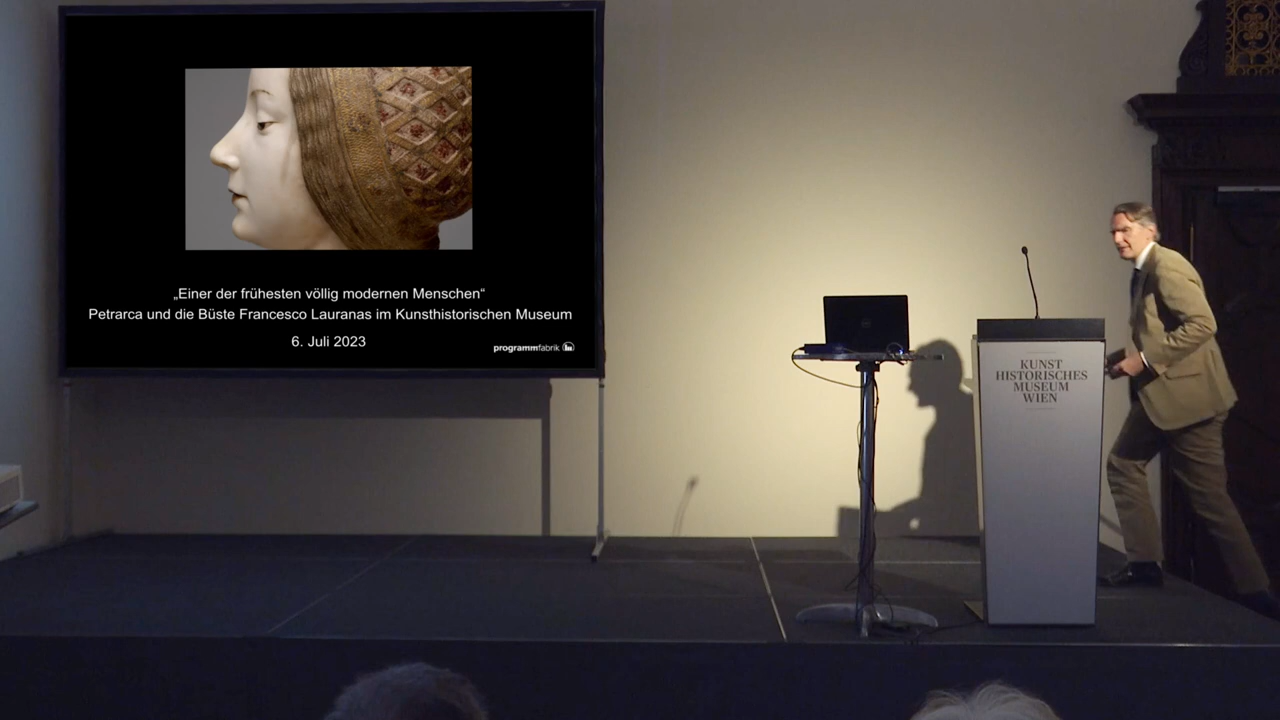 „Einer der frühesten völlig modernen Menschen“
Petrarca und die Büste Francesco Lauranas im Kunsthistorischen Museum
6. Juli 2023
programmfabrik
KUNST
HISTORISCHES
MUSEUM
WIEN